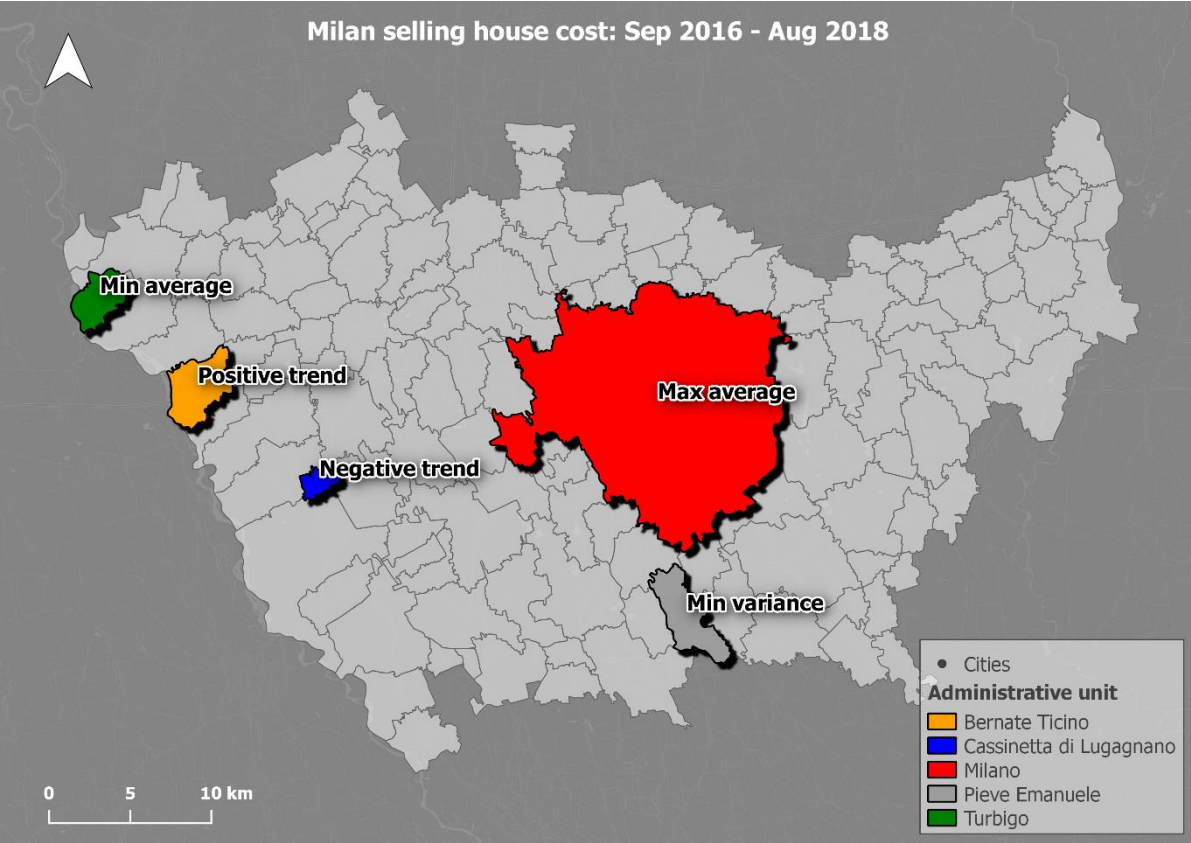 Milan selling house cost: Sep 2016 - Aug 2018
Min average
Positive trend
Max average
Negative trend
Min variance
Cities
Administrative unit
Bernate Ticino
Cassinetta di Lugagnano
Milano
Pieve Emanuele
Turbigo
0 5 10 km